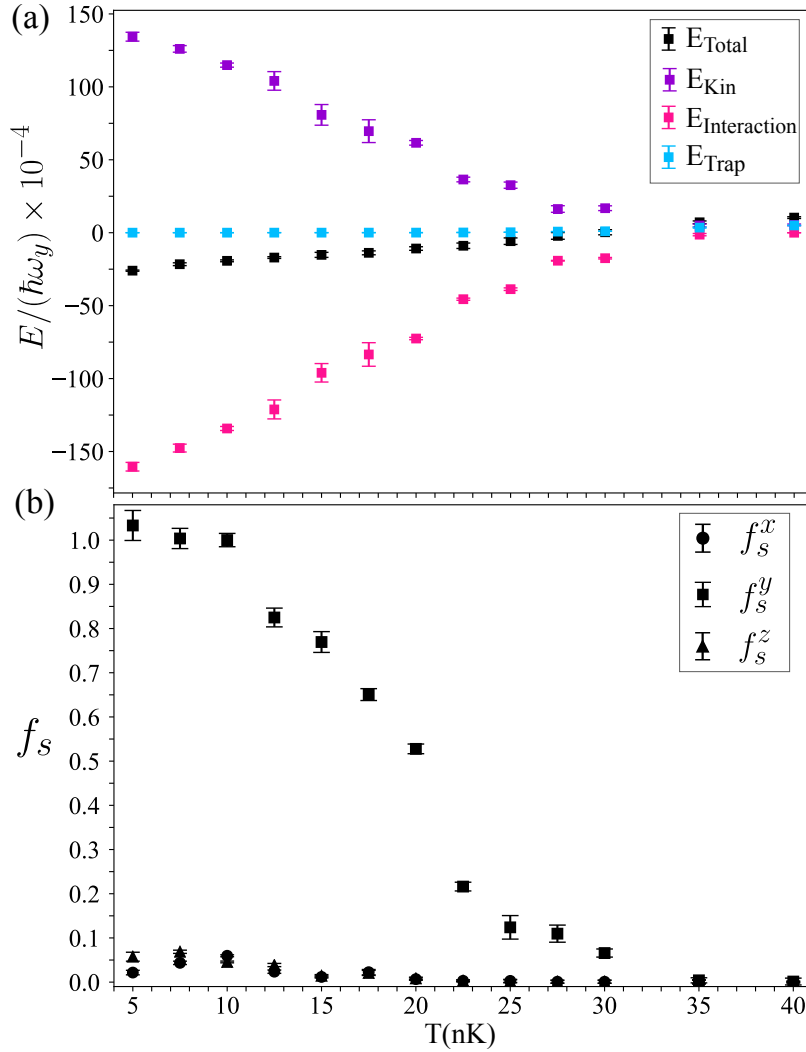 (a)
E/(ħω_y) × 10^{-4}
150
100
50
0
−50
−100
−150
E_Total
E_Kin
E_Interaction
E_Trap
(b)
f_s
1.0
0.9
0.8
0.7
0.6
0.5
0.4
0.3
0.2
0.1
0.0
f_s^x
f_s^y
f_s^z
5 10 15 20 25 30 35 40
T(nK)